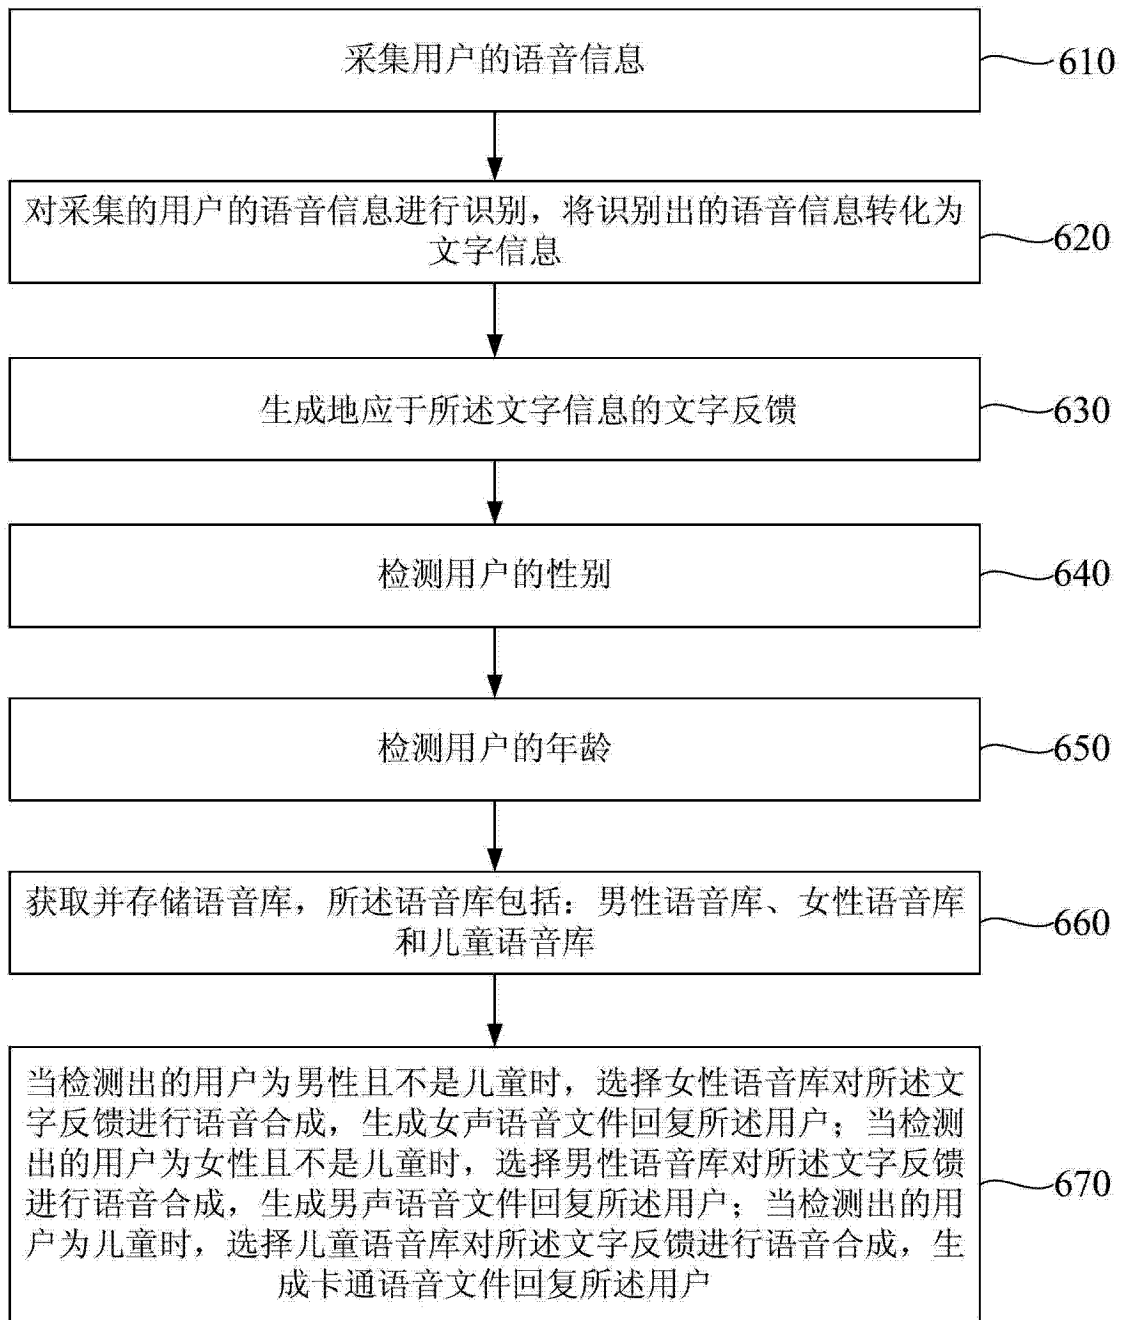 采集用户的语音信息
610
对采集的用户的语音信息进行识别，将识别出的语音信息转化为
文字信息
620
生成地应于所述文字信息的文字反馈
630
检测用户的性别
640
检测用户的年龄
650
获取并存储语音库，所述语音库包括：男性语音库、女性语音库
和儿童语音库
660
当检测出的用户为男性且不是儿童时，选择女性语音库对所述文
字反馈进行语音合成，生成女声语音文件回复所述用户；当检测
出的用户为女性且不是儿童时，选择男性语音库对所述文字反馈
进行语音合成，生成男声语音文件回复所述用户；当检测出的用
户为儿童时，选择儿童语音库对所述文字反馈进行语音合成，生
成卡通语音文件回复所述用户
670